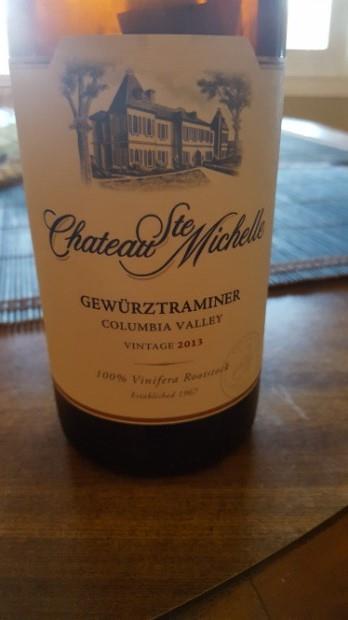 Chateau Ste Michelle
GEWÜRZTRAMINER
COLUMBIA VALLEY
VINTAGE 2013
100% Vinifera Rootstock
Established 1967